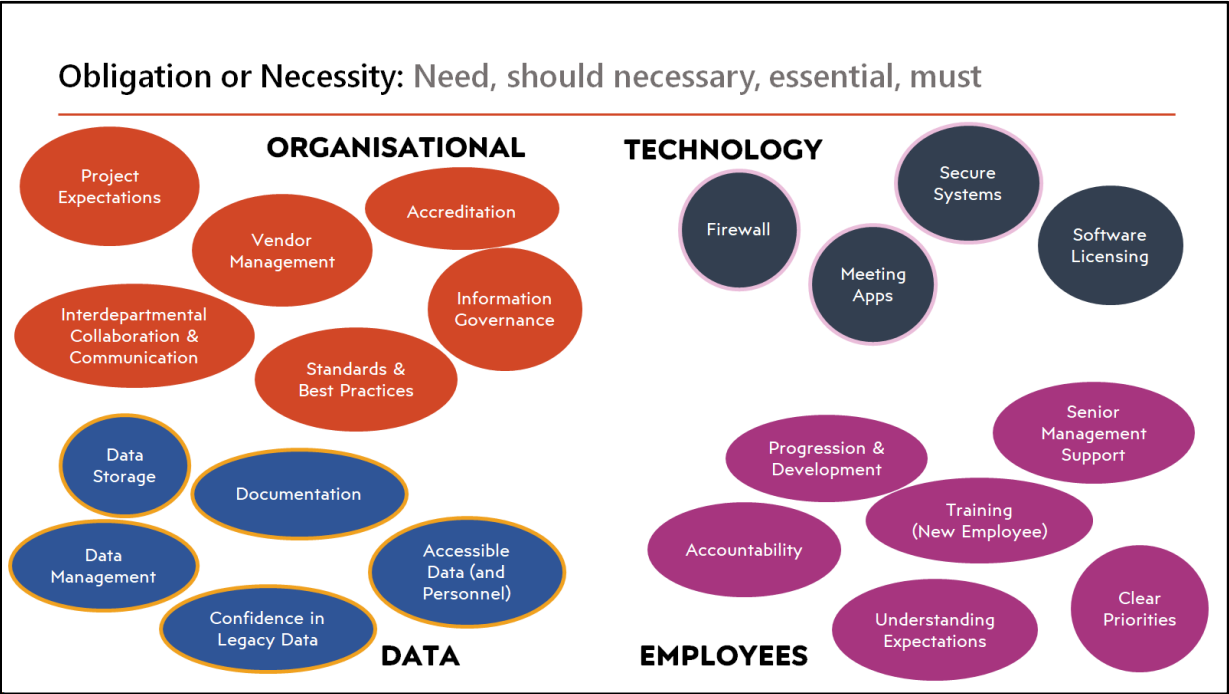 Obligation or Necessity: Need, should necessary, essential, must
ORGANISATIONAL
Project
Expectations
Vendor
Management
Accreditation
Interdepartmental
Collaboration &
Communication
Standards &
Best Practices
Information
Governance
TECHNOLOGY
Firewall
Meeting
Apps
Secure
Systems
Software
Licensing
Data
Storage
Documentation
Data
Management
Accessible
Data (and
Personnel)
Confidence in
Legacy Data
DATA
Progression &
Development
Senior
Management
Support
Training
(New Employee)
Accountability
Understanding
Expectations
Clear
Priorities
EMPLOYEES